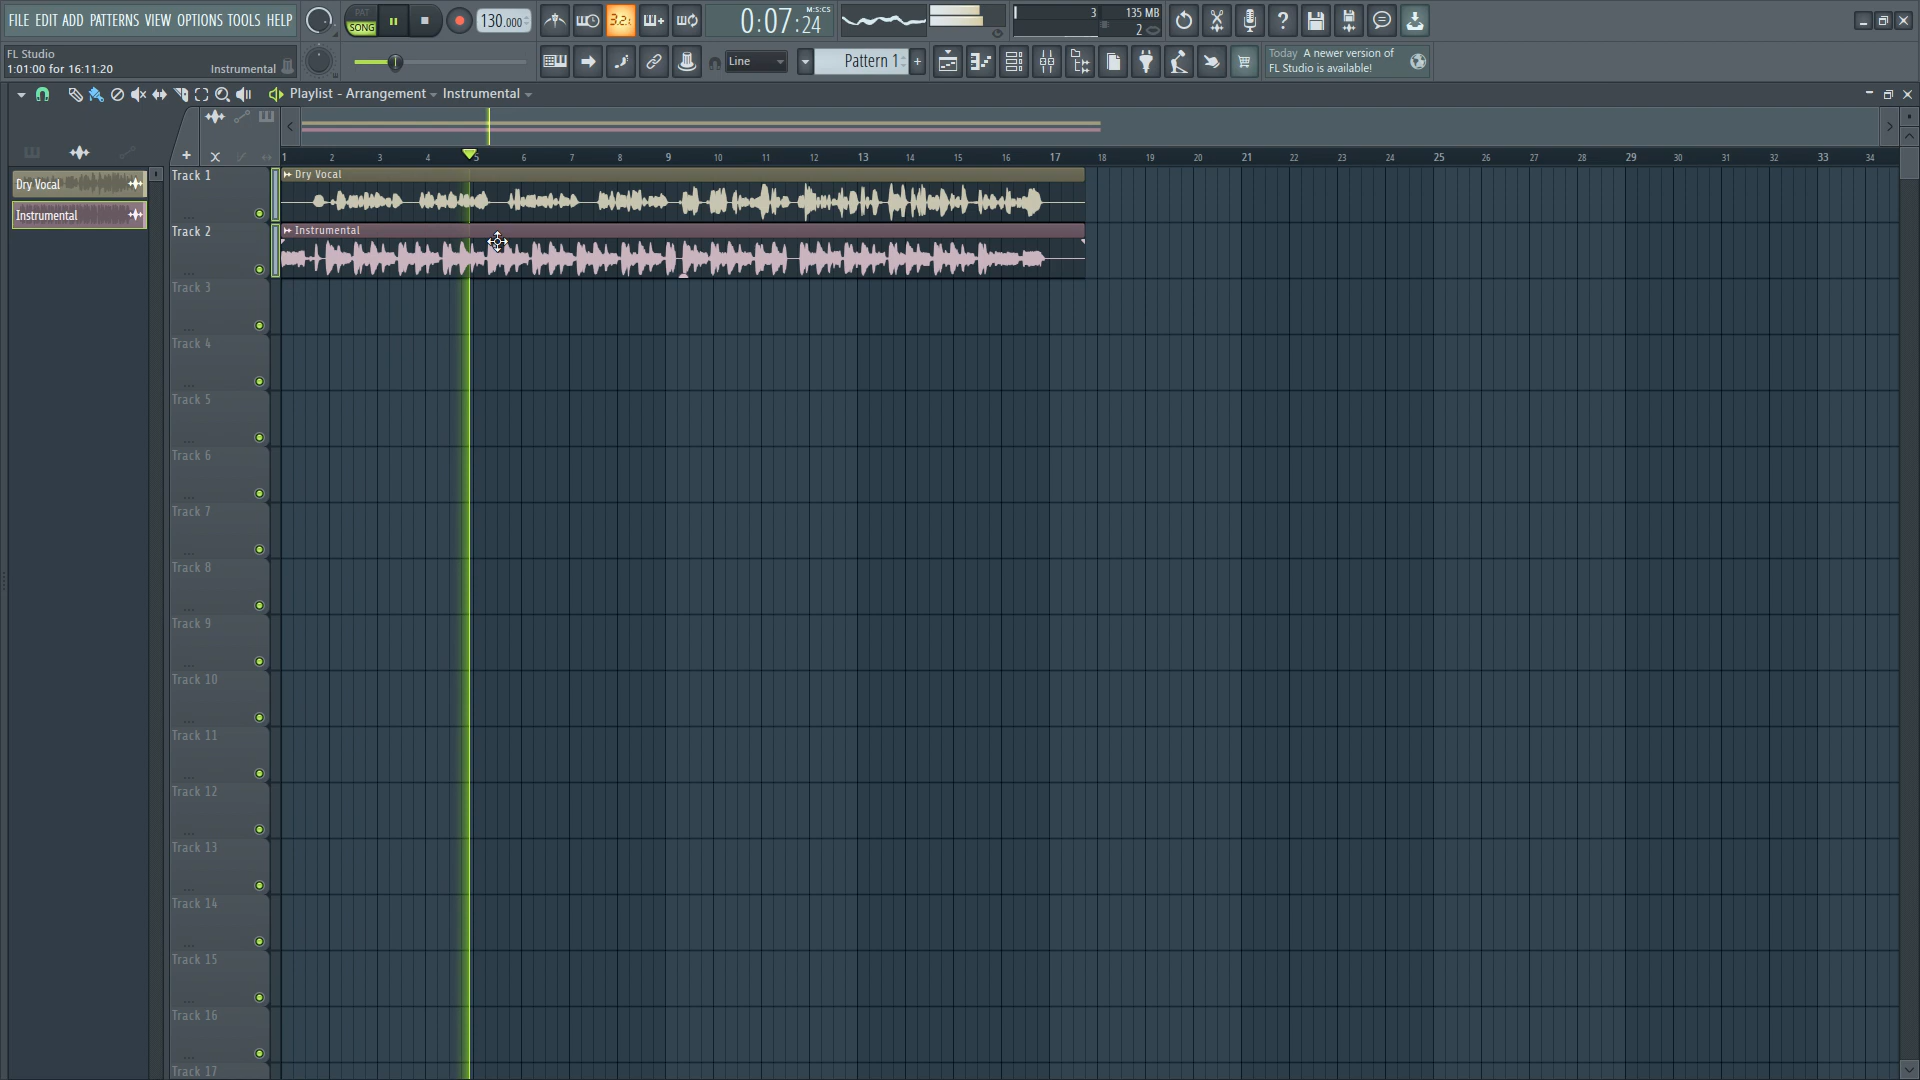 FILE EDIT ADD PATTERNS VIEW OPTIONS TOOLS HELP
PAT
SONG
130.000
3.2.
0:07:24
M:S:CS
3
135 MB
2
FL Studio
1:01:00 for 16:11:20
Instrumental
Line
Pattern 1
+
Today A newer version of
FL Studio is available!
Playlist - Arrangement
Instrumental
1 2 3 4 5 6 7 8 9 10 11 12 13 14 15 16 17 18 19 20 21 22 23 24 25 26 27 28 29 30 31 32 33 34
Dry Vocal
Instrumental
Track 1
Dry Vocal
Track 2
Instrumental
Track 3
Track 4
Track 5
Track 6
Track 7
Track 8
Track 9
Track 10
Track 11
Track 12
Track 13
Track 14
Track 15
Track 16
Track 17